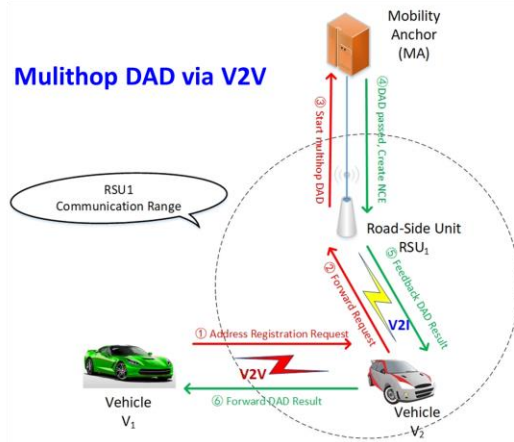 Mobility
Anchor
(MA)
Mulithop DAD via V2V
③ Start multihop DAD
④DAD passed, Create NCE
RSU1
Communication Range
Road-Side Unit
RSU₁
② Forward Request
⑤ Feedback DAD Result
V2I
① Address Registration Request
V2V
⑥ Forward DAD Result
Vehicle
V₁
Vehicle
V₂